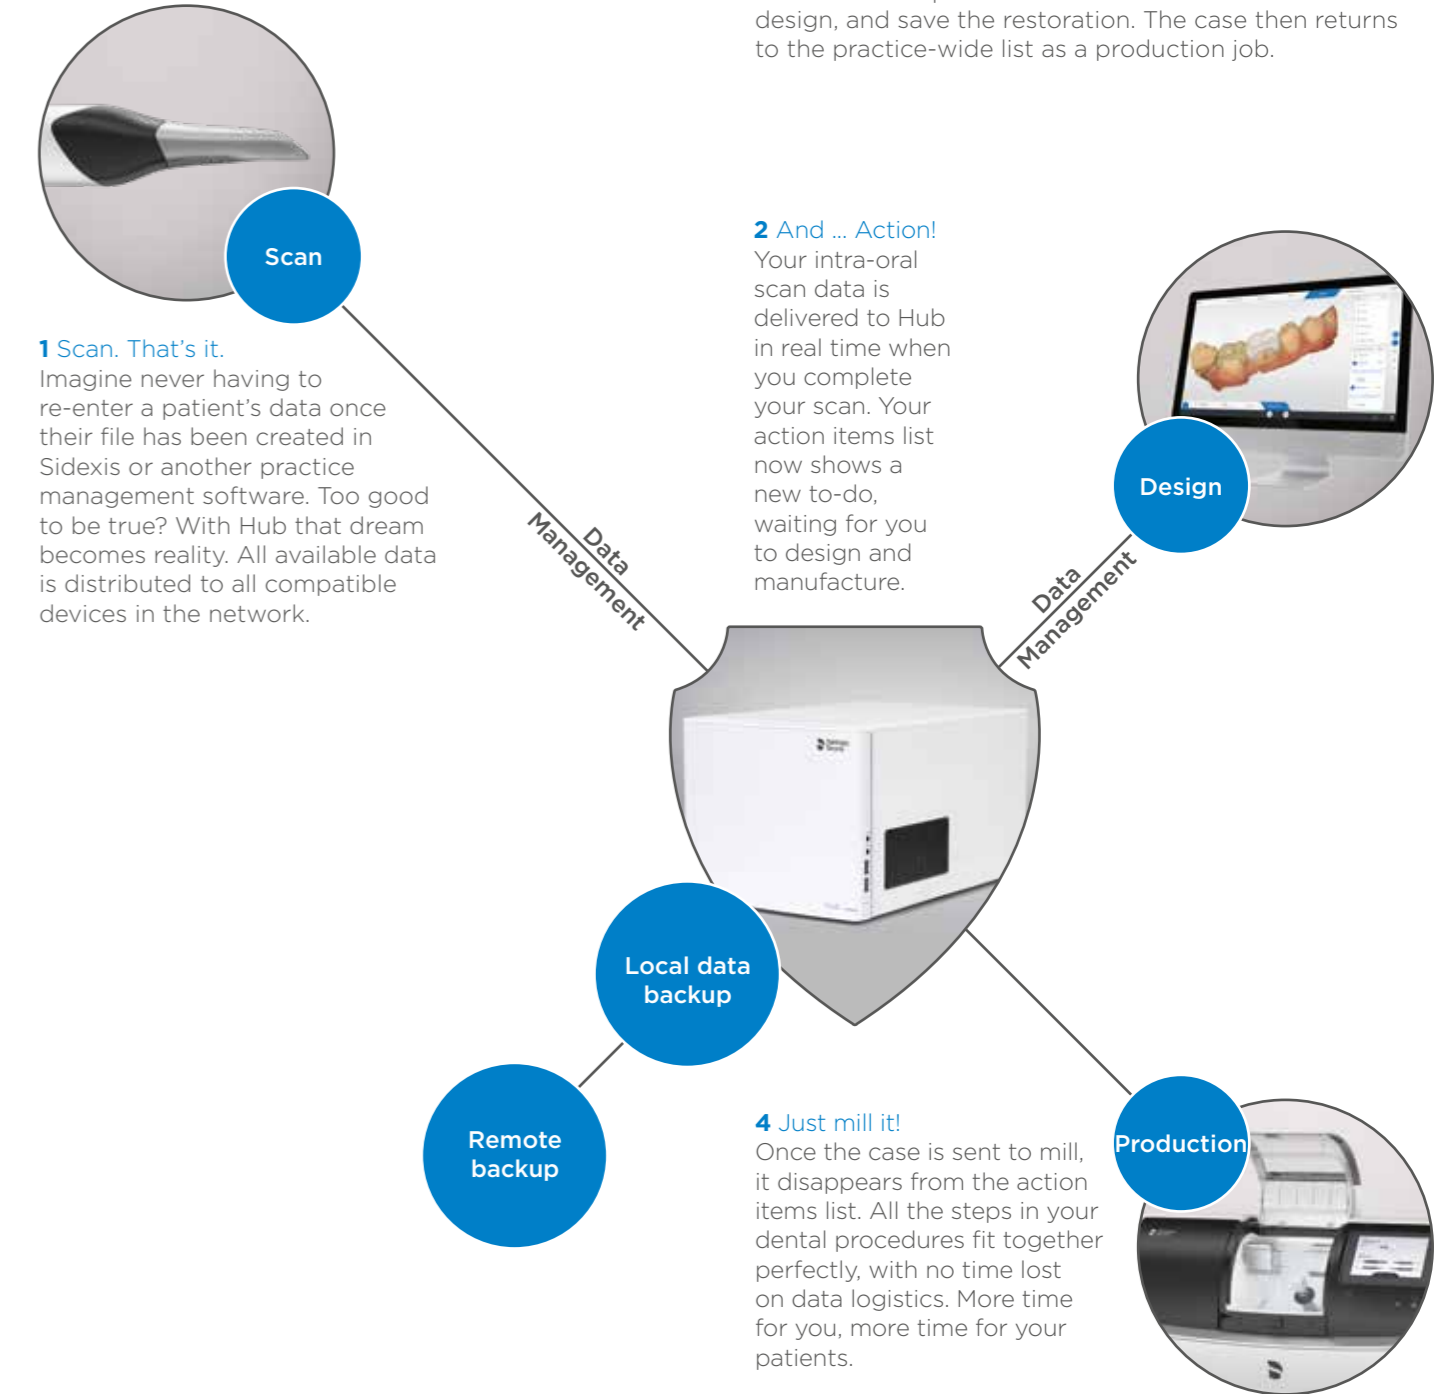 design, and save the restoration. The case then returns
to the practice-wide list as a production job.
Scan
1 Scan. That's it.
Imagine never having to
re-enter a patient's data once
their file has been created in
Sidexis or another practice
management software. Too good
to be true? With Hub that dream
becomes reality. All available data
is distributed to all compatible
devices in the network.
2 And ... Action!
Your intra-oral
scan data is
delivered to Hub
in real time when
you complete
your scan. Your
action items list
now shows a
new to-do,
waiting for you
to design and
manufacture.
Design
Data
Management
Data
Management
Local data
backup
Remote
backup
4 Just mill it!
Once the case is sent to mill,
it disappears from the action
items list. All the steps in your
dental procedures fit together
perfectly, with no time lost
on data logistics. More time
for you, more time for your
patients.
Production